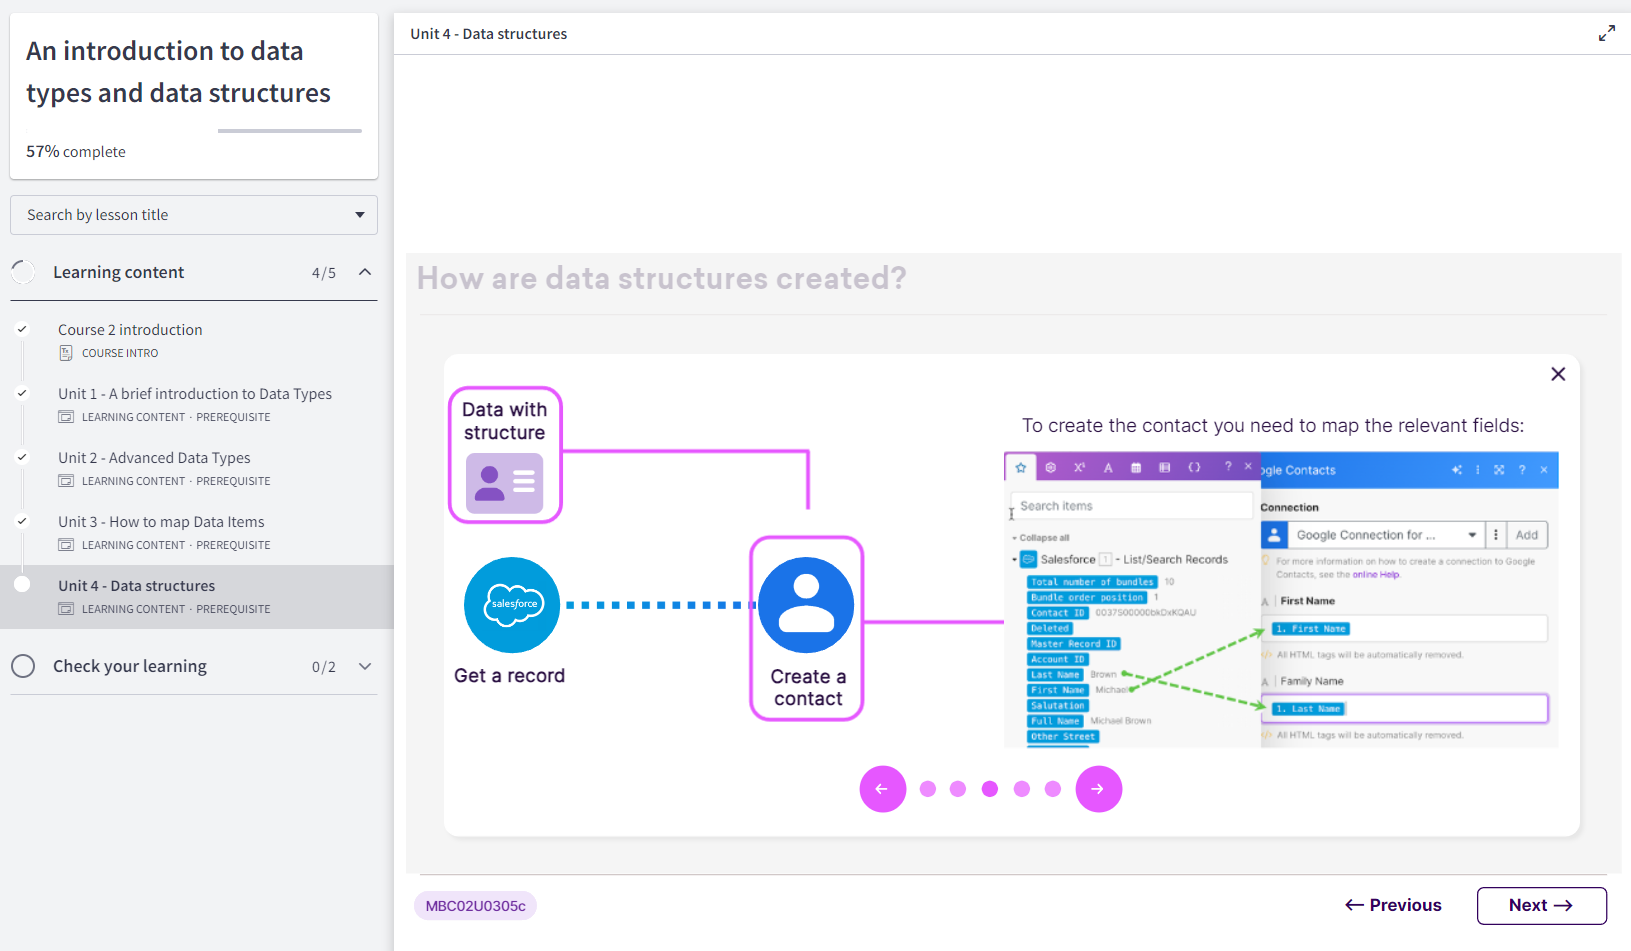 An introduction to data
types and data structures
57% complete
Search by lesson title
Learning content 4/5
Course 2 introduction
COURSE INTRO
Unit 1 - A brief introduction to Data Types
LEARNING CONTENT · PREREQUISITE
Unit 2 - Advanced Data Types
LEARNING CONTENT · PREREQUISITE
Unit 3 - How to map Data Items
LEARNING CONTENT · PREREQUISITE
Unit 4 - Data structures
LEARNING CONTENT · PREREQUISITE
Check your learning 0/2
Unit 4 - Data structures
How are data structures created?
Data with
structure
salesforce
Get a record
Create a
contact
To create the contact you need to map the relevant fields:
Search items
Collapse all
Salesforce 1 - List/Search Records
Total number of bundles 10
Bundle order position 1
Contact ID 0037S00000bkDxKQAU
Deleted
Master Record ID
Account ID
Last Name Brown
First Name Michael
Salutation
Full Name Michael Brown
Other Street
ogle Contacts
Connection
Google Connection for ... Add
For more information on how to create a connection to Google
Contacts, see the online Help.
A First Name
1. First Name
</> All HTML tags will be automatically removed.
A Family Name
1. Last Name
</> All HTML tags will be automatically removed.
MBC02U0305c
← Previous
Next →